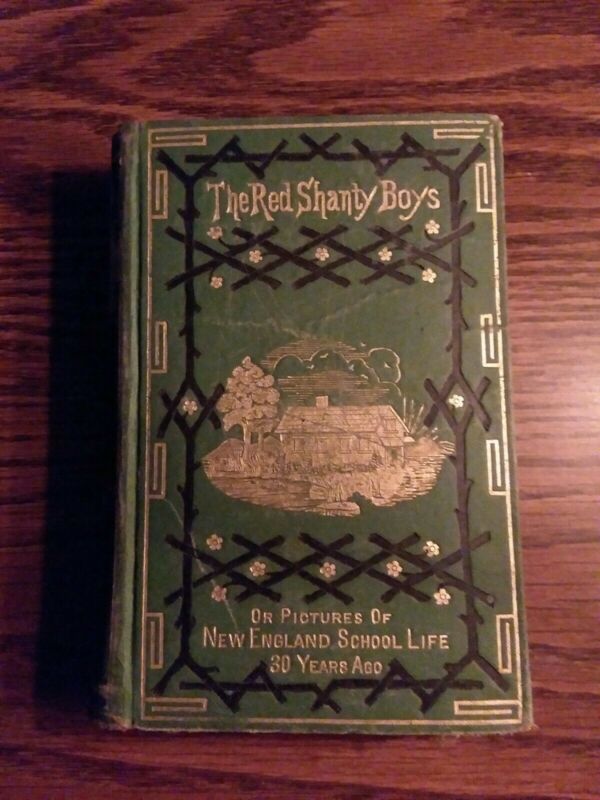 The Red Shanty Boys
Or Pictures Of
New England School Life
30 Years Ago